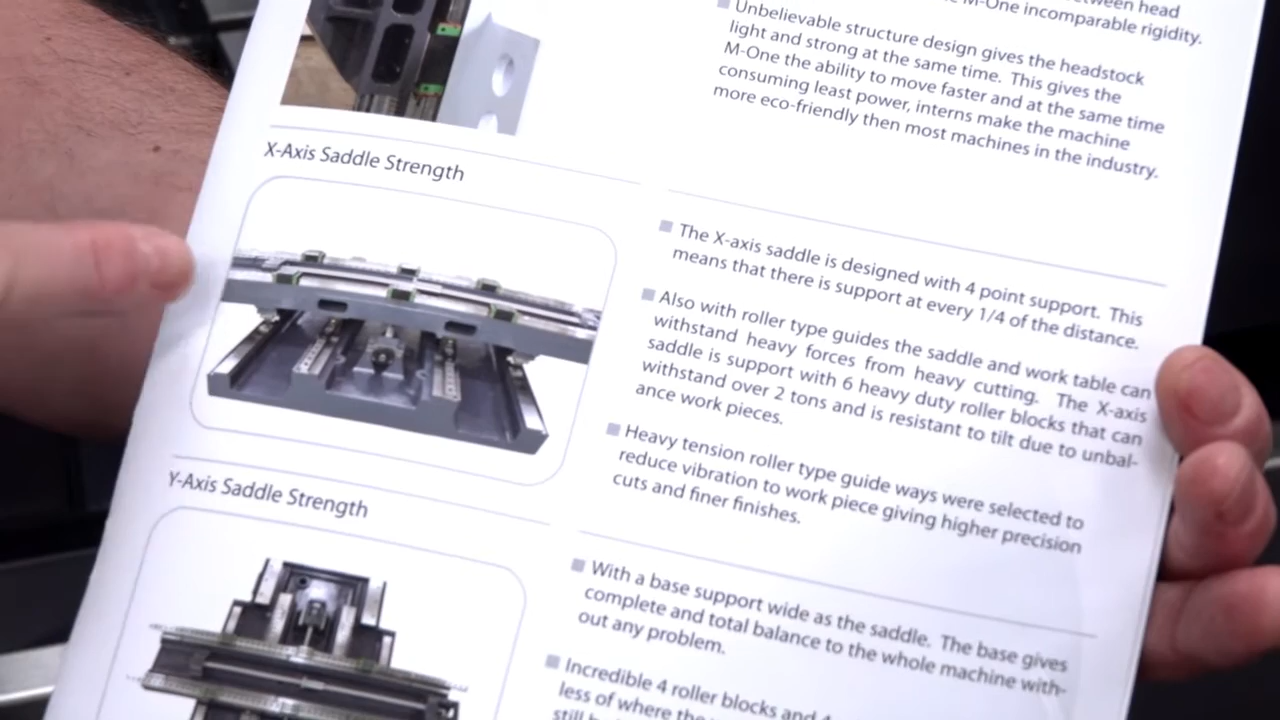 between head
M-One incomparable rigidity.
Unbelievable structure design gives the headstock
light and strong at the same time. This gives the
M-One the ability to move faster and at the same time
consuming least power, interns make the machine
more eco-friendly then most machines in the industry.
X-Axis Saddle Strength
The X-axis saddle is designed with 4 point support. This
means that there is support at every 1/4 of the distance.
Also with roller type guides the saddle and work table can
withstand heavy forces from heavy cutting. The X-axis
saddle is support with 6 heavy duty roller blocks that can
withstand over 2 tons and is resistant to tilt due to unbal-
ance work pieces.
Heavy tension roller type guide ways were selected to
reduce vibration to work piece giving higher precision
cuts and finer finishes.
Y-Axis Saddle Strength
With a base support wide as the saddle. The base gives
complete and total balance to the whole machine with-
out any problem.
Incredible 4 roller blocks and 4
less of where the
still